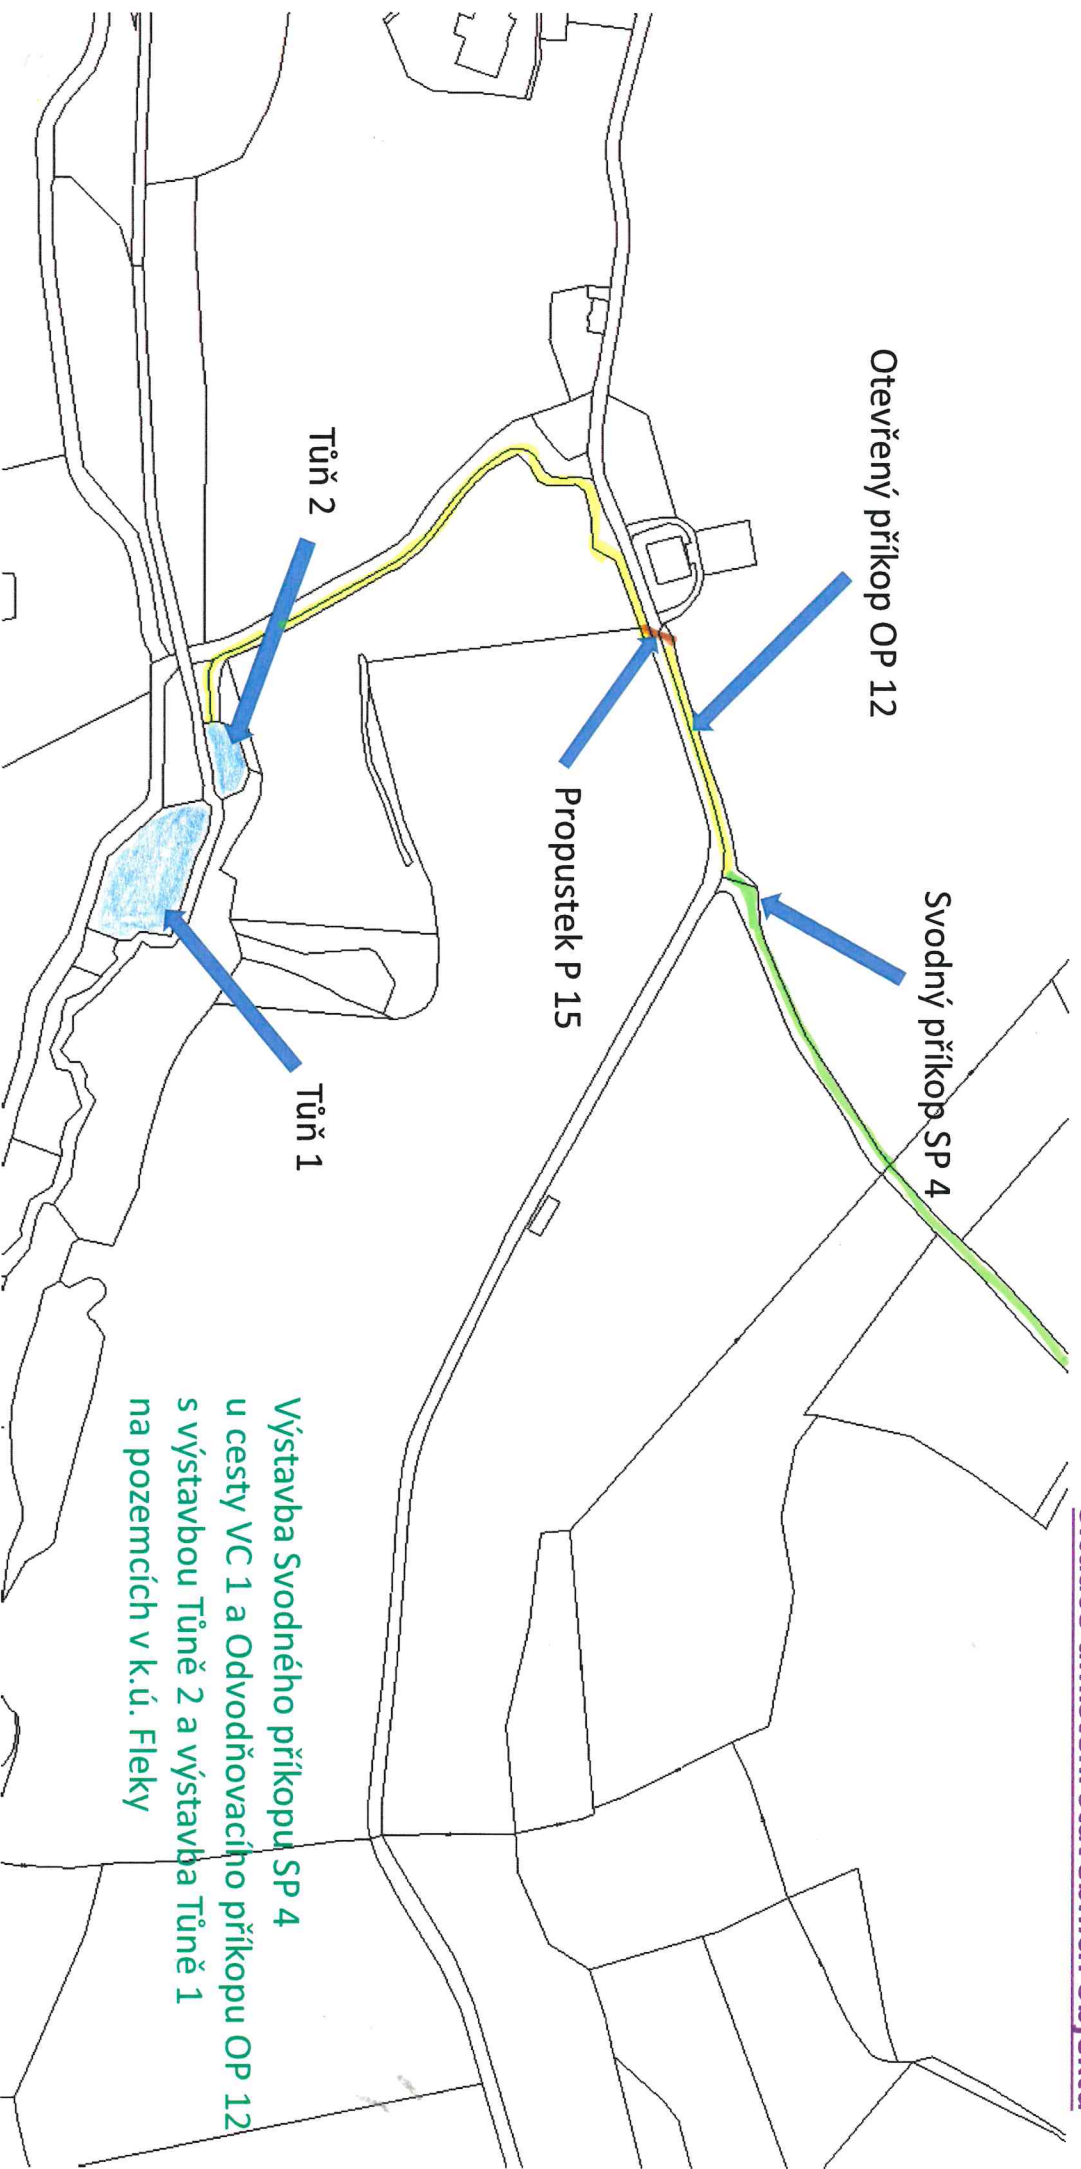 Svodný příkop SP 4
Otevřený příkop OP 12
Propustek P 15
Tůň 2
Tůň 1
Výstavba Svodného příkopu SP 4
u cesty VC 1 a Odvodňovacího příkopu OP 12
s výstavbou Tůně 2 a výstavba Tůně 1
na pozemcích v k.ú. Fleky